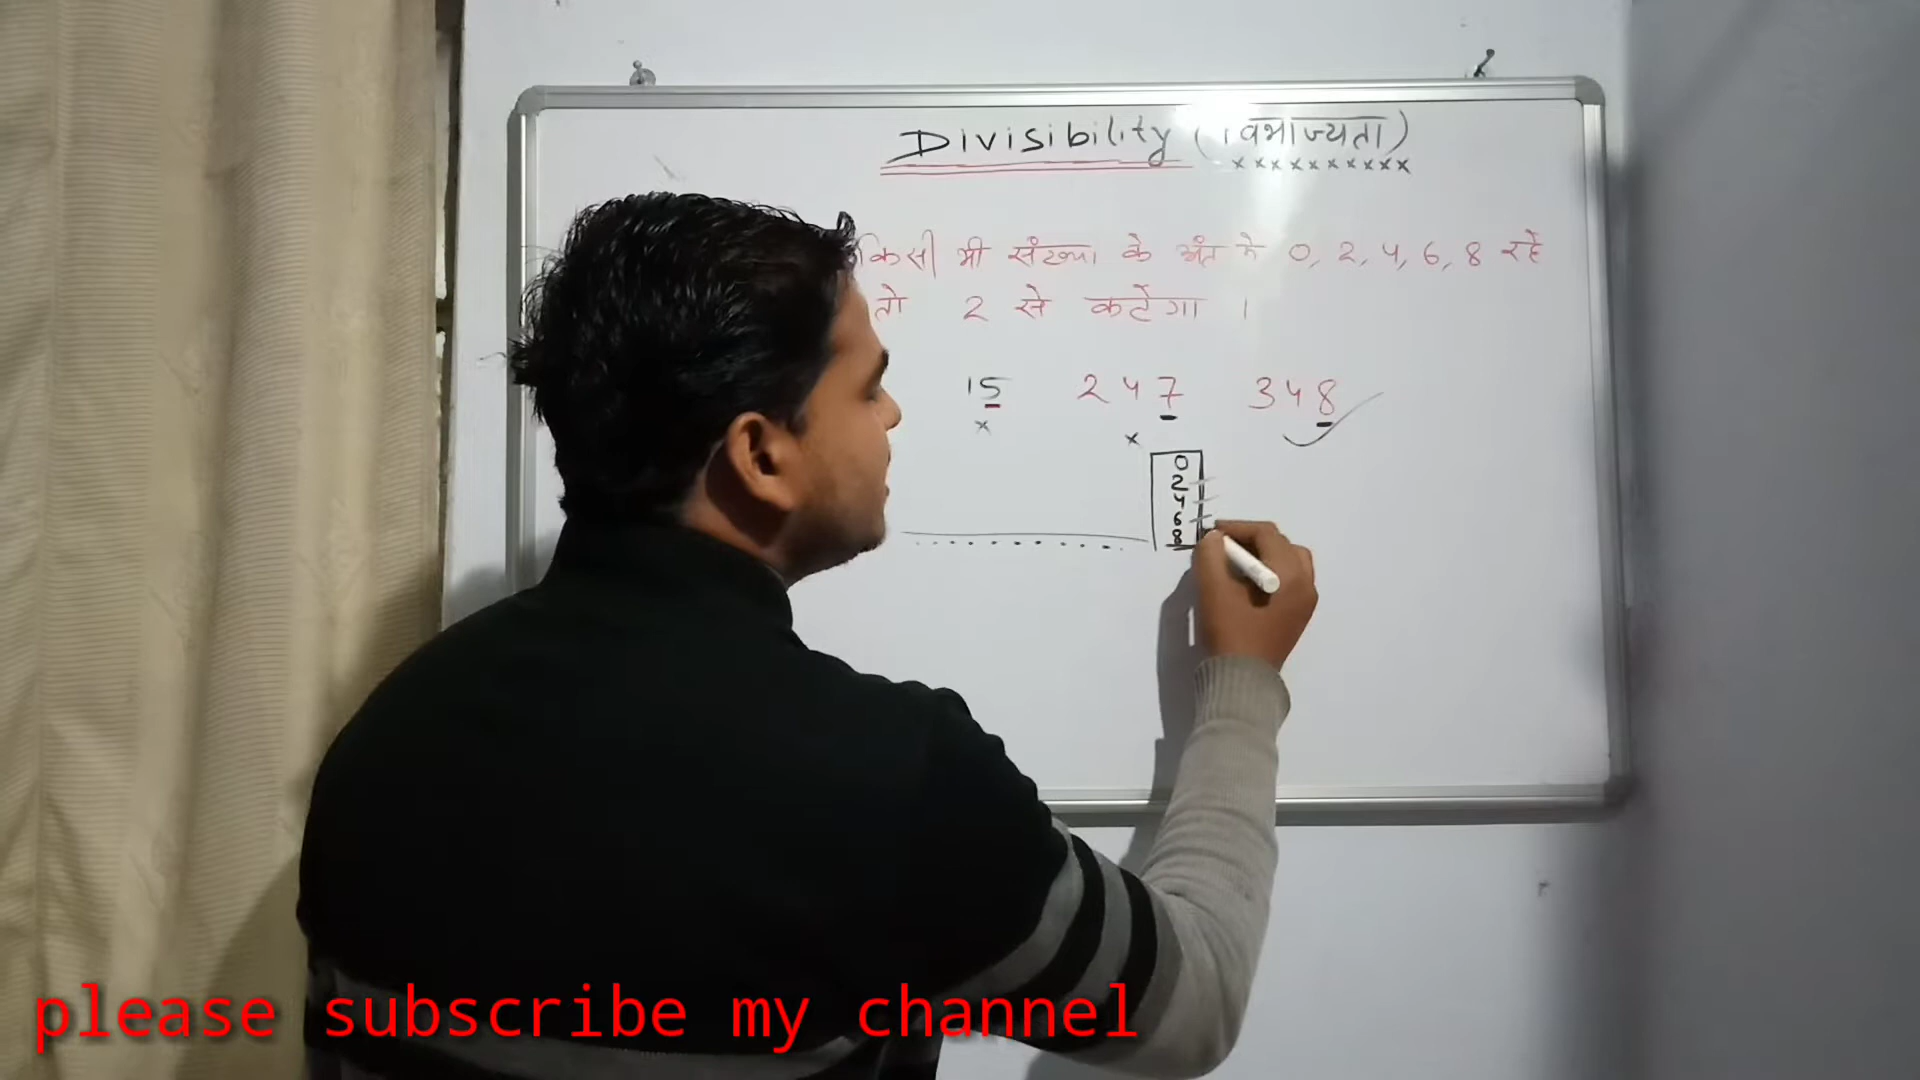 Divisibility (विभाज्यता)
x x x x x x x x x x
किसी भी संख्या के अंत में 0, 2, 4, 6, 8 रहे
तो 2 से कटेंगा ।
15 247 348
x x
0
2
4
6
8
please subscribe my channel